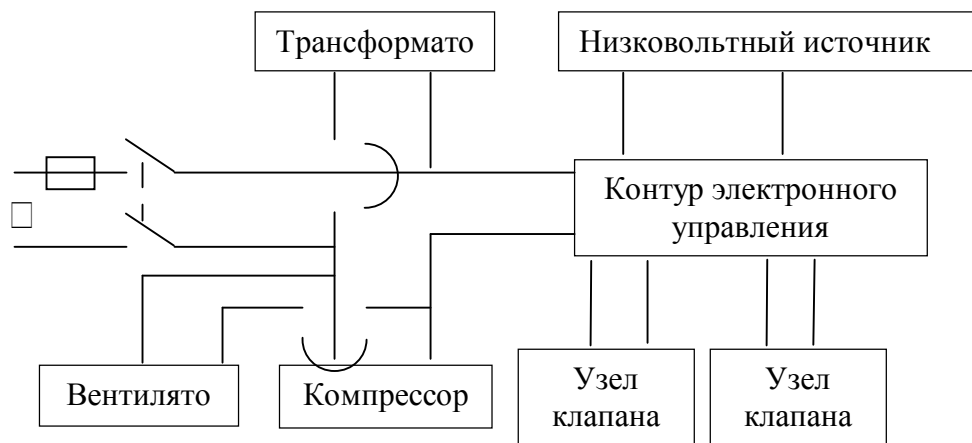 Трансформато
Низковольтный источник
Контур электронного
управления
Вентилято
Компрессор
Узел
клапана
Узел
клапана